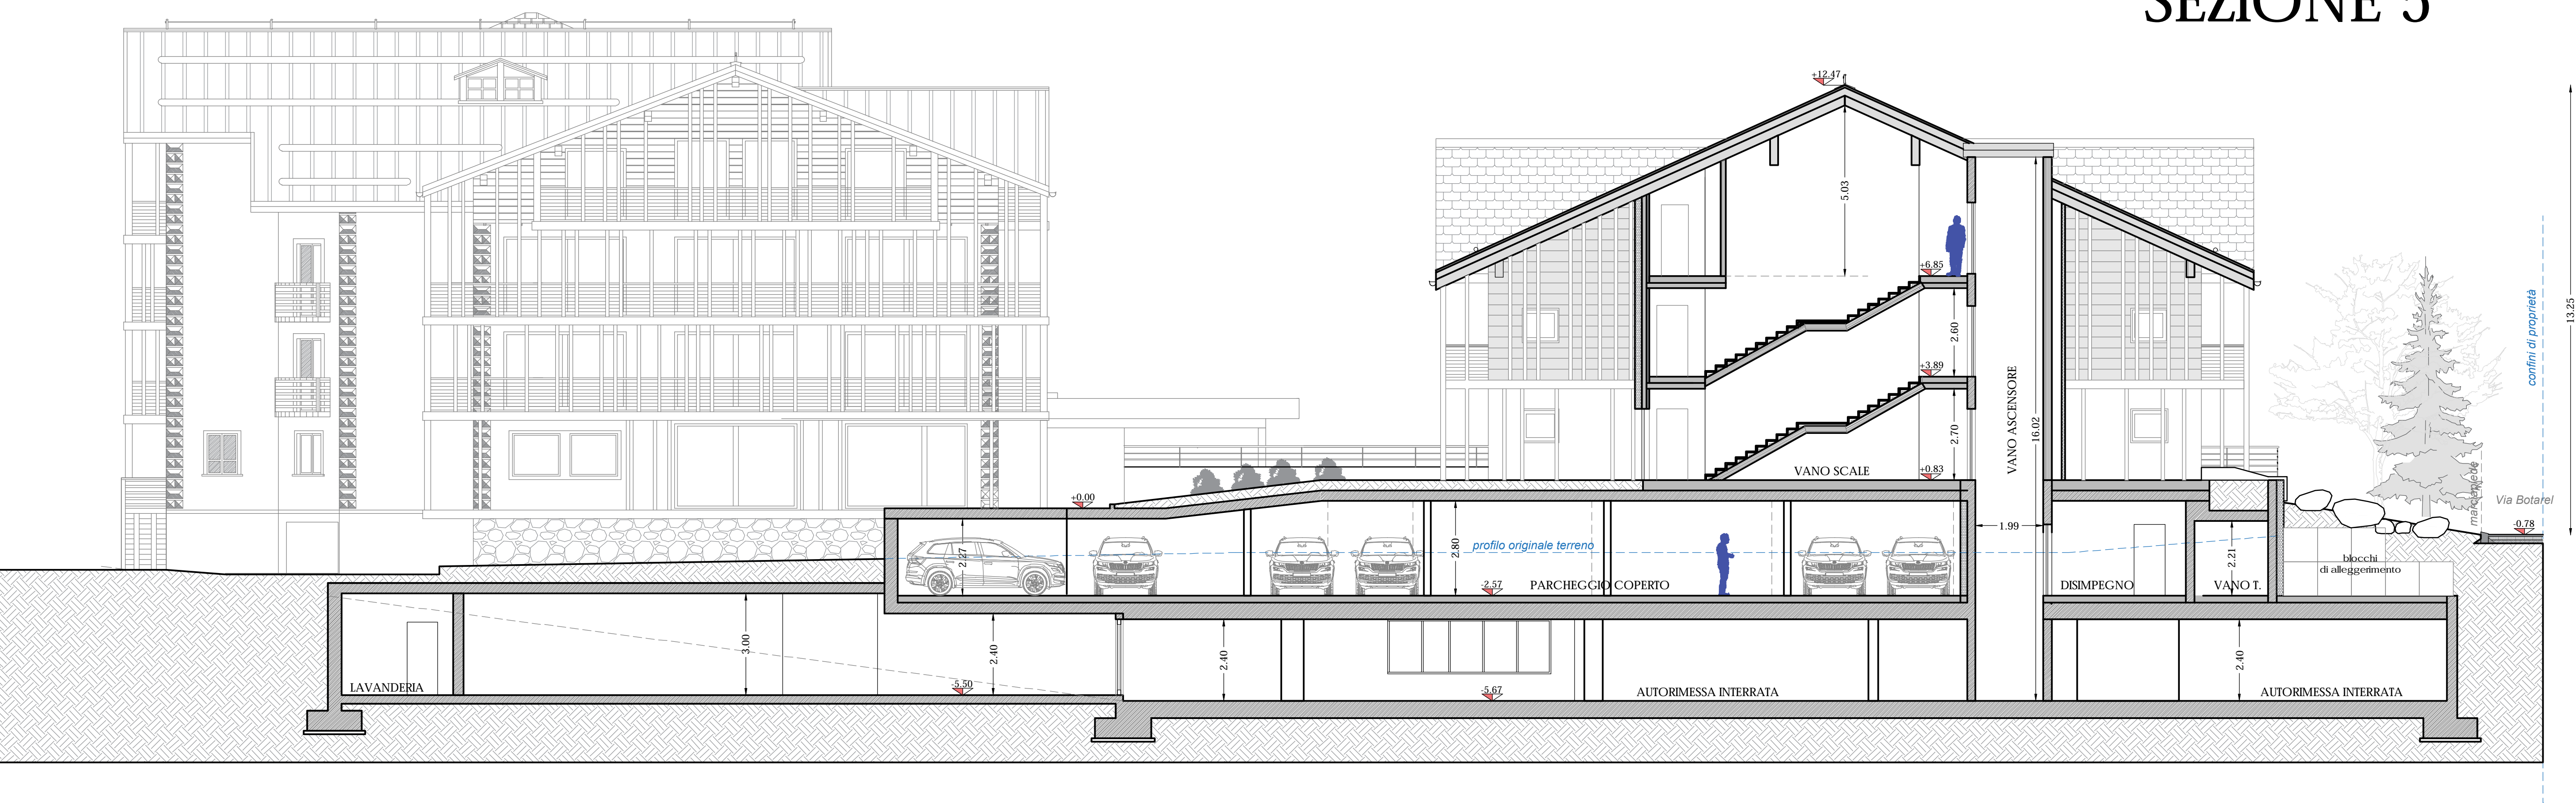 SEZIONE 5
+12.47
5.03
+6.85
2.60
+3.89
2.70
VANO SCALE
+0.83
VANO ASCENSORE
16.02
1.99
13.25
confini di proprietà
marciapiede
Via Botarel
-0.78
+0.00
2.27
2.80
profilo originale terreno
-2.57
PARCHEGGIO COPERTO
DISIMPEGNO
2.21
VANO T.
blocchi
di alleggerimento
LAVANDERIA
3.00
2.40
-5.50
2.40
-5.67
AUTORIMESSA INTERRATA
2.40
AUTORIMESSA INTERRATA